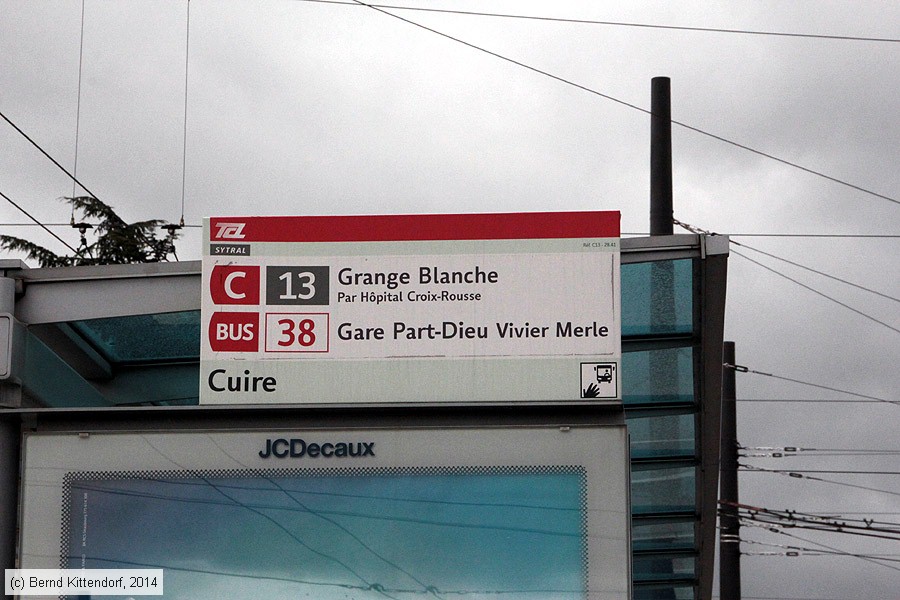 TCL
SYTRAL
C 13 Grange Blanche
Par Hôpital Croix-Rousse
BUS 38 Gare Part-Dieu Vivier Merle
Cuire
JCDecaux
(c) Bernd Kittendorf, 2014